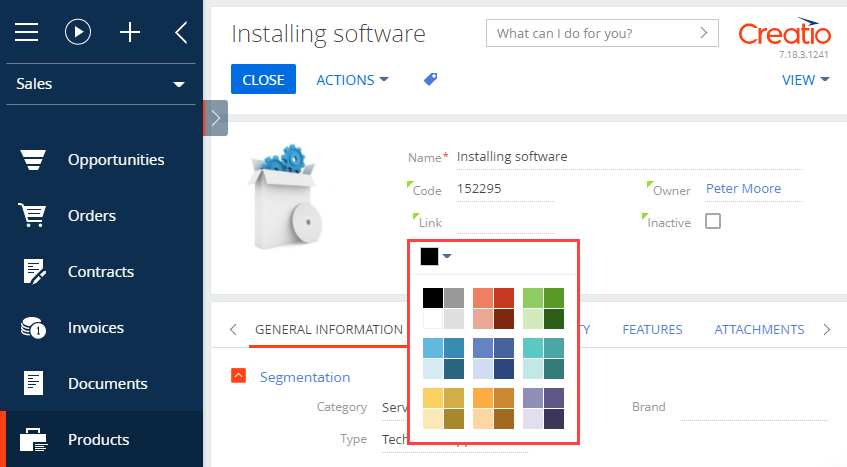 Installing software
What can I do for you?
Creatio
7.18.3.1241
CLOSE
ACTIONS
VIEW
Sales
Opportunities
Orders
Contracts
Invoices
1
Documents
Products
Name* Installing software
Code 152295
Owner Peter Moore
Link
Inactive
GENERAL INFORMATION
TY
FEATURES
ATTACHMENTS
Segmentation
Category Serv
Brand
Type Tech